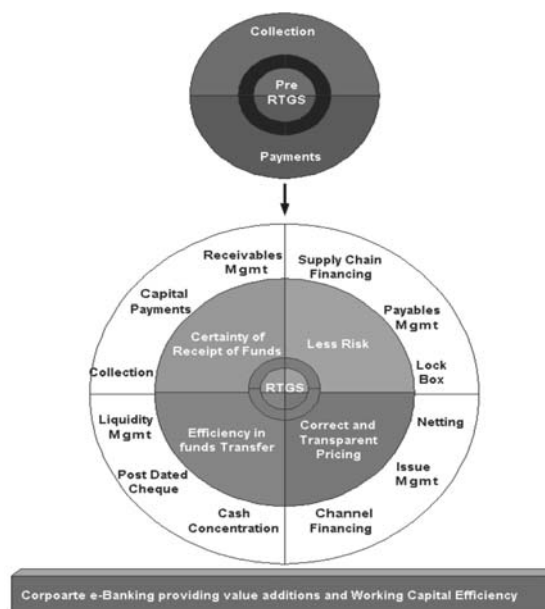 Collection
Pre
RTGS
Payments
Receivables
Mgmt
Supply Chain
Financing
Capital
Payments
Payables
Mgmt
Certainty of
Receipt of Funds
Less Risk
Collection
Lock
Box
RTGS
Liquidity
Mgmt
Efficiency in
funds Transfer
Correct and
Transparent
Pricing
Netting
Post Dated
Cheque
Issue
Mgmt
Cash
Concentration
Channel
Financing
Corpoarte e-Banking providing value additions and Working Capital Efficiency